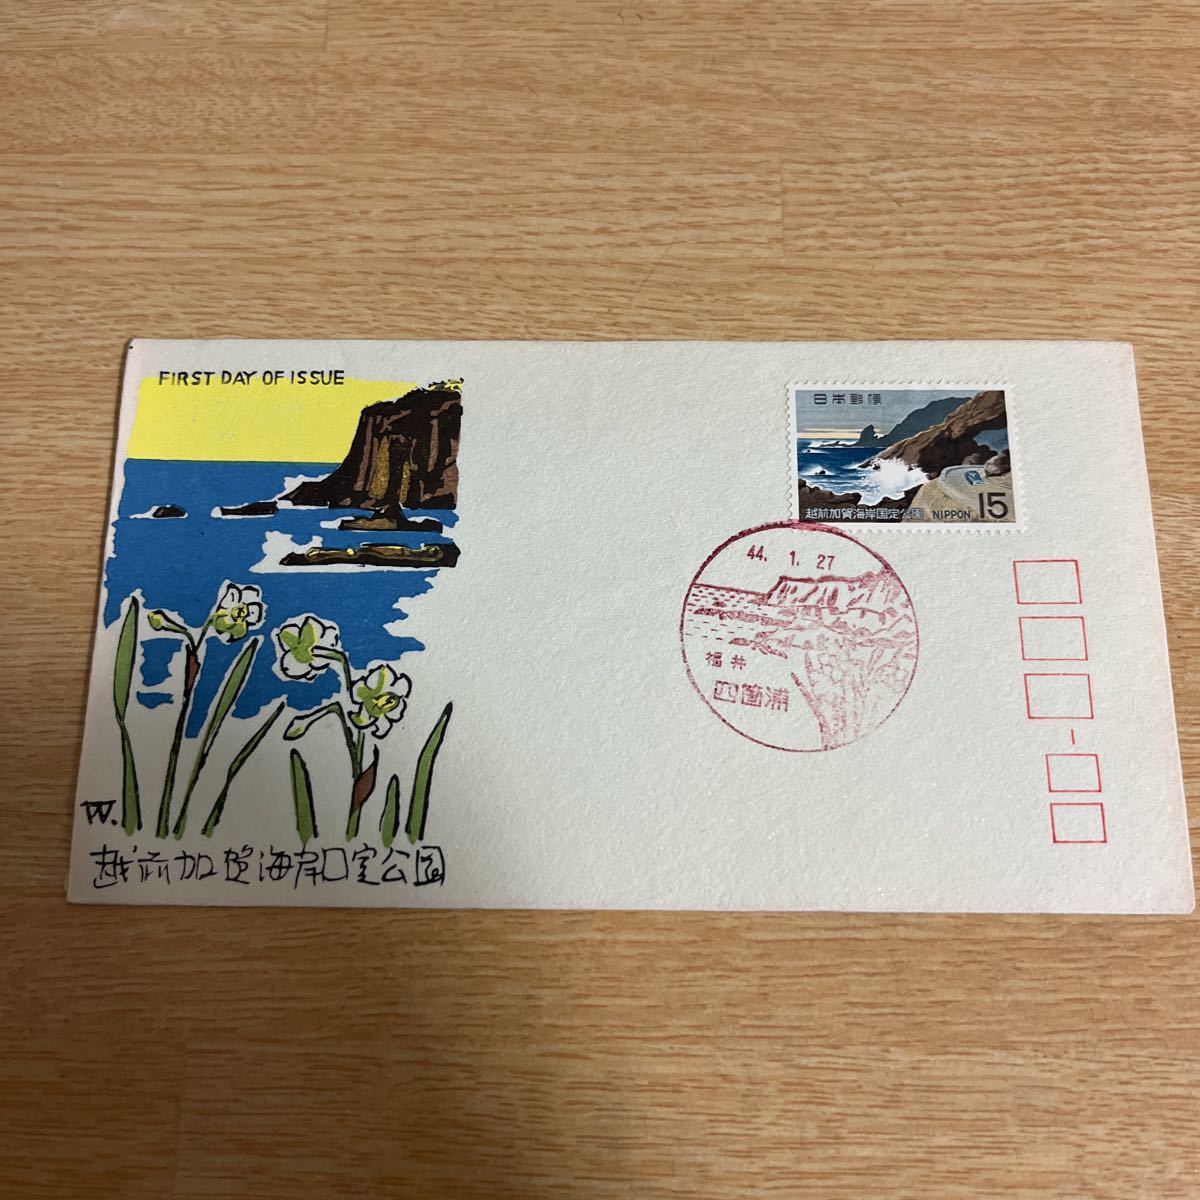 FIRST DAY OF ISSUE
日本郵便
越前加賀海岸国定公園 NIPPON 15
44. 1. 27
福井
四箇浦
W.
越前加賀海岸口定公園